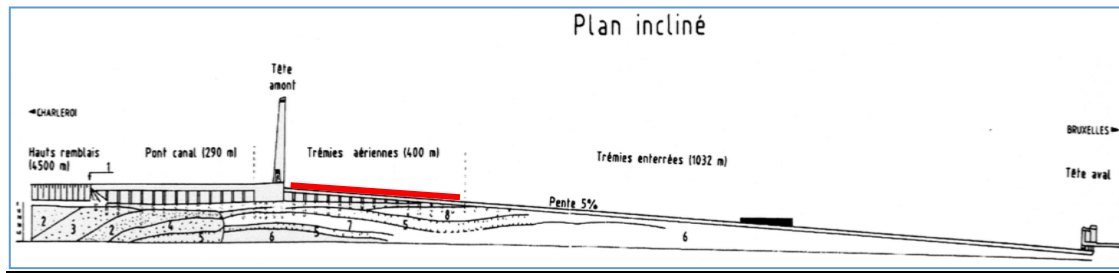 Plan incliné
Tête
amont
◄CHARLEROI
BRUXELLES►
Hauts remblais
(4500 m)
1
Pont canal (290 m)
Trémies aériennes (400 m)
Trémies enterrées (1032 m)
Tête aval
Pente 5%
2
3
2
4
5
6
5
7
5
8
6